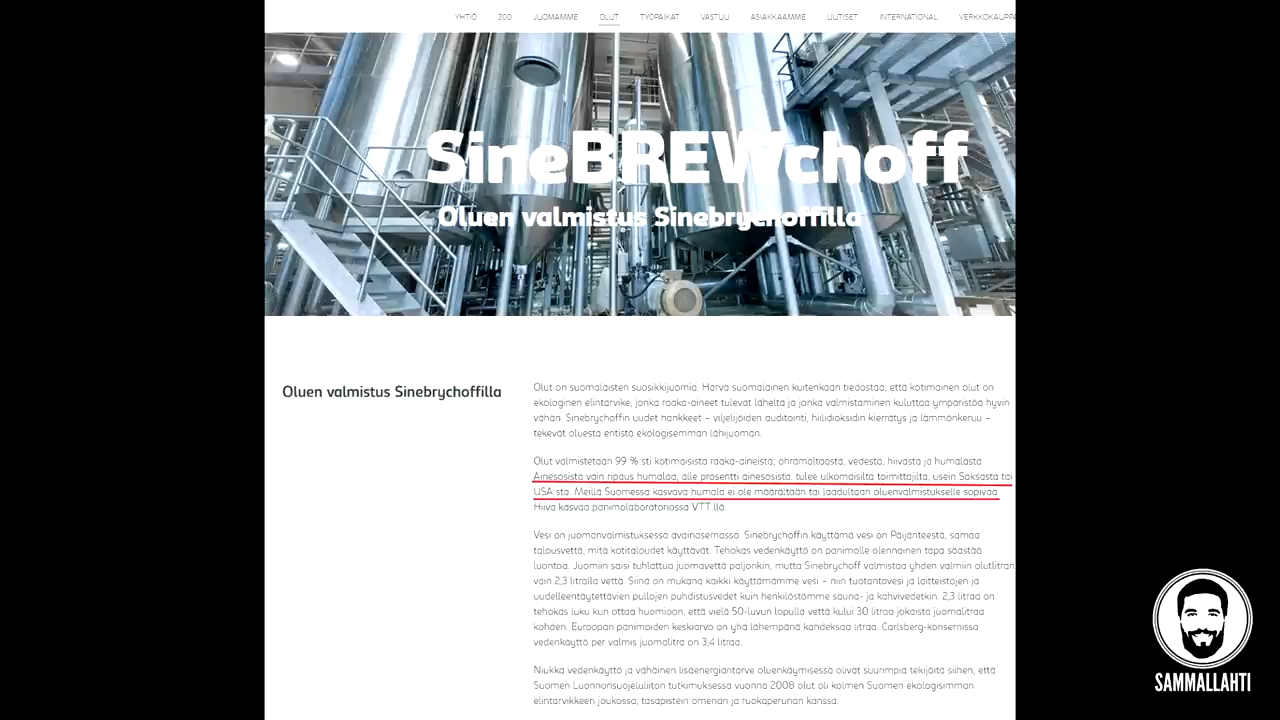 YHTIÖ 200 JUOMAMME OLUT TYÖPAIKAT VASTUU ASIAKKAAMME UUTISET INTERNATIONAL VERKKOKAUPPA
SineBREWchoff
Oluen valmistus Sinebrychoffilla
Oluen valmistus Sinebrychoffilla
Olut on suomalaisten suosikkijuomia. Harva suomalainen kuitenkaan tiedostaa, että kotimainen olut on
ekologinen elintarvike, jonka raaka-aineet tulevat läheltä ja jonka valmistaminen kuluttaa ympäristöä hyvin
vähän. Sinebrychoffin uudet hankkeet – viljelijöiden auditointi, hiilidioksidin kierrätys ja lämmönkeruu –
tekevät oluesta entistä ekologisemman lähijuoman.
Olut valmistetaan 99 %:sti kotimaisista raaka-aineista; ohramaltaasta, vedestä, hiivasta ja humalasta
Ainesosista vain ripaus humalaa, alle prosentti ainesosista, tulee ulkomaisilta toimittajilta, usein Saksasta tai
USA:sta. Meillä Suomessa kasvava humala ei ole määrältään tai laadultaan oluenvalmistukselle sopivaa.
Hiiva kasvaa panimolaboratoriossa VTT:llä.
Vesi on juomanvalmistuksessa avainasemassa. Sinebrychoffin käyttämä vesi on Päijänteestä, samaa
talousvettä, mitä kotitaloudet käyttävät. Tehokas vedenkäyttö on panimolle olennainen tapa säästää
luontoa. Juomiin saisi tuhlattua juomavettä paljonkin, mutta Sinebrychoff valmistaa yhden valmiin olutlitran
vain 2,3 litralla vettä. Siinä on mukana kaikki käyttämämme vesi – niin tuotantovesi ja laitteistojen ja
uudelleentäytettävien pullojen puhdistusvedet kuin henkilöstömme sauna- ja kahvivedetkin. 2,3 litraa on
tehokas luku kun ottaa huomioon, että vielä 50-luvun lopulla vettä kului 30 litraa jokaista juomalitraa
kohden. Euroopan panimoiden keskiarvo on yhä lähempänä kahdeksaa litraa. Carlsberg-konsernissa
vedenkäyttö per valmis juomalitra on 3,4 litraa.
Niukka vedenkäyttö ja vähäinen lisäenergiantarve oluenkäymisessä olivat suurimpia tekijöitä siihen, että
Suomen Luonnonsuojeluliiton tutkimuksessa vuonna 2008 olut oli kolmen Suomen ekologisimman
elintarvikkeen joukossa, tasapistein omenan ja ruokaperunan kanssa.
SAMMALLAHTI